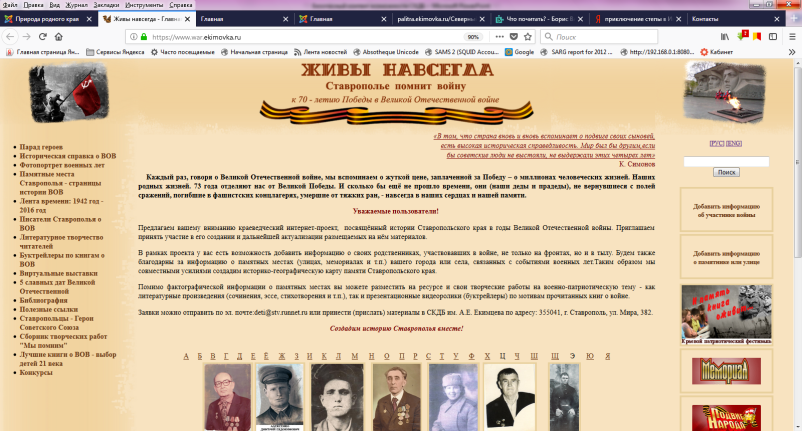 Файл Правка Вид Журнал Закладки Инструменты Справка
Природа родного края
Живы навсегда - Главн
Главная
Главная
palitra.ekimovka.ru/Северны
Что почитать? - Борис В
приключение степы в И
Контакты
https://www.war.ekimovka.ru
90%
Поиск
Главная страница Ян...
Сервисы Яндекса
Часто посещаемые
Начальная страница
Лента новостей
Absotheque Unicode
SAMS 2 (SQUID Accou...
Google
SARG report for 2012 ...
http://192.168.0.1:8080...
Кабинет
ЖИВЫ НАВСЕГДА
Ставрополье помнит войну
к 70 - летию Победы в Великой Отечественной войне
«В том, что страна вновь и вновь вспоминает о подвиге своих сыновей,
есть высокая историческая справедливость. Мир был бы другим,если
бы советские люди не выстояли, не выдержали этих четырех лет»
К. Симонов
Парад героев
Историческая справка о ВОВ
Фотопортрет военных лет
Памятные места
Ставрополья - страницы
истории ВОВ
Лента времени: 1942 год -
2016 год
Писатели Ставрополья о
ВОВ
Литературное творчество
читателей
Буктрейлеры по книгам о
ВОВ
Виртуальные выставки
5 славных дат Великой
Отечественной
Библиография
Полезные ссылки
Ставропольцы - Герои
Советского Союза
Сборник творческих работ
"Мы помним"
Лучшие книги о ВОВ - выбор
детей 21 века
Конкурсы
Каждый раз, говоря о Великой Отечественной войне, мы вспоминаем о жуткой цене, заплаченной за Победу – о миллионах человеческих жизней. Наших
родных жизней. 73 года отделяют нас от Великой Победы. И сколько бы ещё не прошло времени, они (наши деды и прадеды), не вернувшиеся с полей
сражений, погибшие в фашистских концлагерях, умершие от тяжких ран, - навсегда в наших сердцах и нашей памяти.
Уважаемые пользователи!
Предлагаем вашему вниманию краеведческий интернет-проект, посвящённый истории Ставропольского края в годы Великой Отечественной войны. Приглашаем
принять участие в его создании и дальнейшей актуализации размещаемых на нём материалов.
В рамках проекта у вас есть возможность добавить информацию о своих родственниках, участвовавших в войне, не только на фронтах, но и в тылу. Будем также
благодарны за информацию о памятных местах (улицах, мемориалах и т.п.) вашего города или села, связанных с событиями военных лет.Таким образом мы
совместными усилиями создадим историко-географическую карту памяти Ставропольского края.
Помимо фактографической информации о памятных местах вы можете разместить на ресурсе и свои творческие работы на военно-патриотическую тему - как
литературные произведения (сочинения, эссе, стихотворения и т.п.), так и презентационные видеоролики (буктрейлеры) по мотивам прочитанных книг о войне.
Заявки можно отправить по эл. почте:deti@stv.runnet.ru или принести (прислать) материалы в СКДБ им. А.Е. Екимцева по адресу: 355041, г. Ставрополь, ул. Мира, 382.
Создадим историю Ставрополья вместе!
А Б В Г Д Е Ё Ж З И К Л М Н О П Р С Т У Ф Х Ц Ч Ш Щ Э Ю Я
[РУС] [ENG]
Поиск
Добавить информацию
об участнике войны
Добавить информацию
о памятнике или улице
И память
книга
оживит
Краевой патриотический фестиваль
Мемориал
Подвиг
Народа